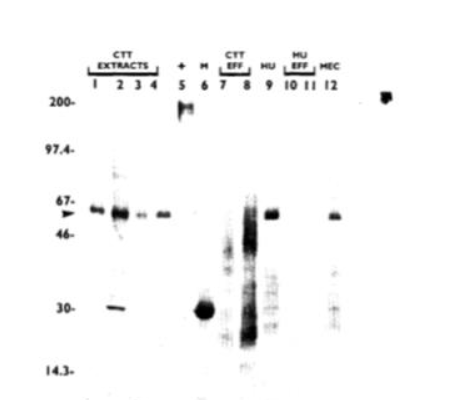 CTT
EXTRACTS + M CTT
EFF HU HU
EFF MEC
1 2 3 4 5 6 7 8 9 10 11 12
200-
97.4-
67-
46-
30-
14.3-